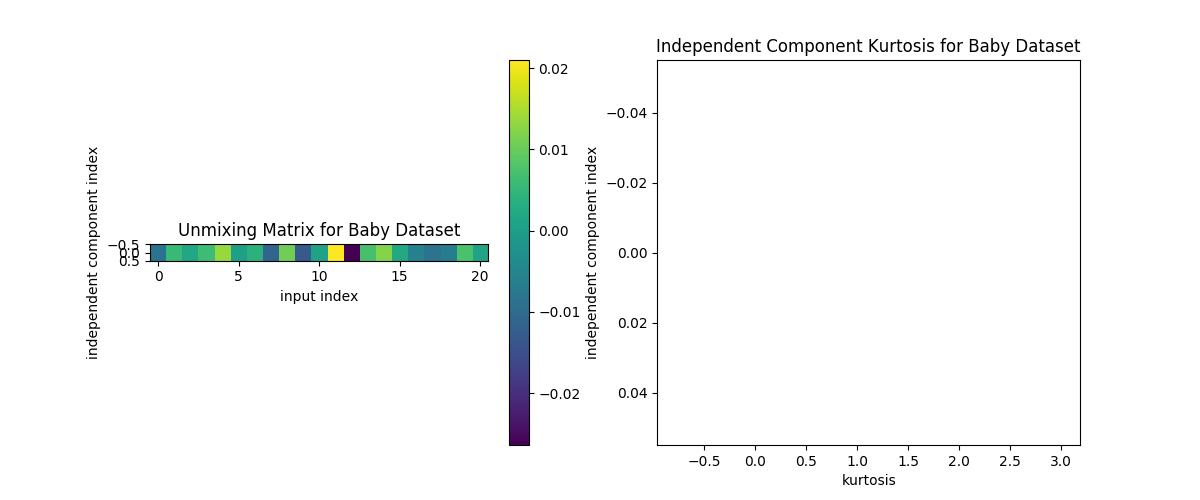 Unmixing Matrix for Baby Dataset
independent component index
−0.5
0.0
0.5
0 5 10 15 20
input index
0.02
0.01
0.00
−0.01
−0.02
Independent Component Kurtosis for Baby Dataset
independent component index
−0.04
−0.02
0.00
0.02
0.04
−0.5 0.0 0.5 1.0 1.5 2.0 2.5 3.0
kurtosis